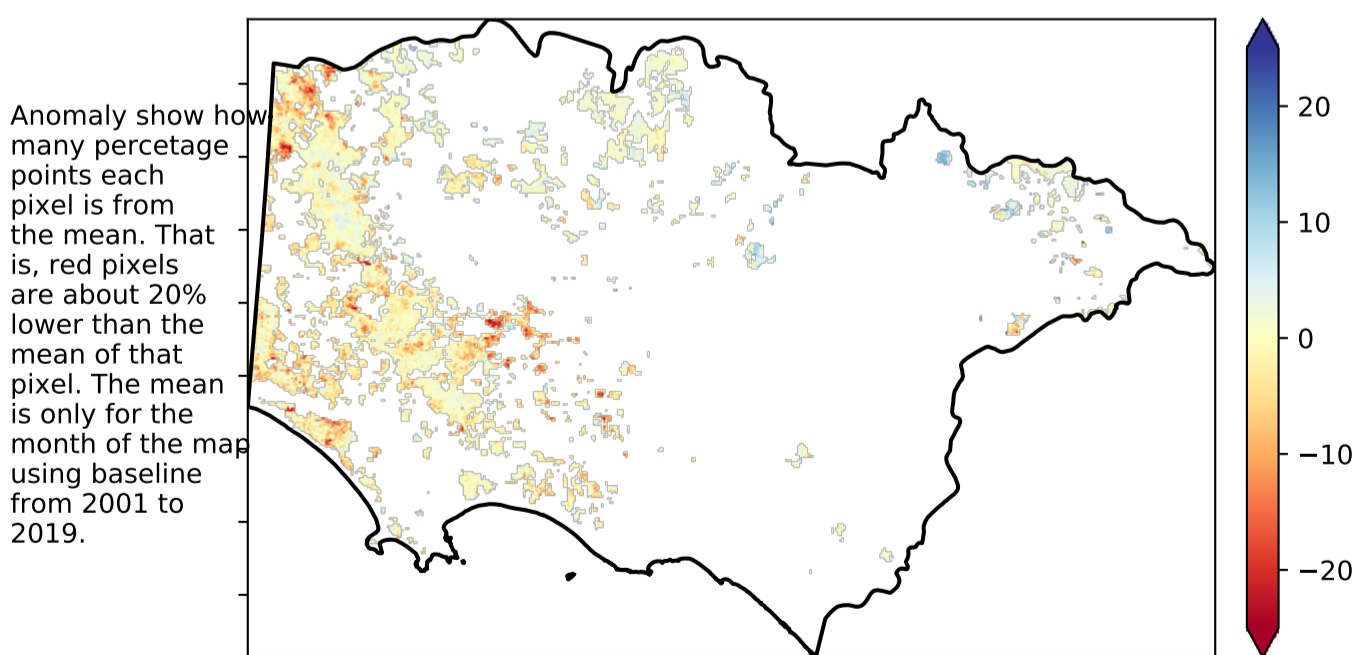 Anomaly show how
many percetage
points each
pixel is from
the mean. That
is, red pixels
are about 20%
lower than the
mean of that
pixel. The mean
is only for the
month of the map
using baseline
from 2001 to
2019.
20
10
0
−10
−20